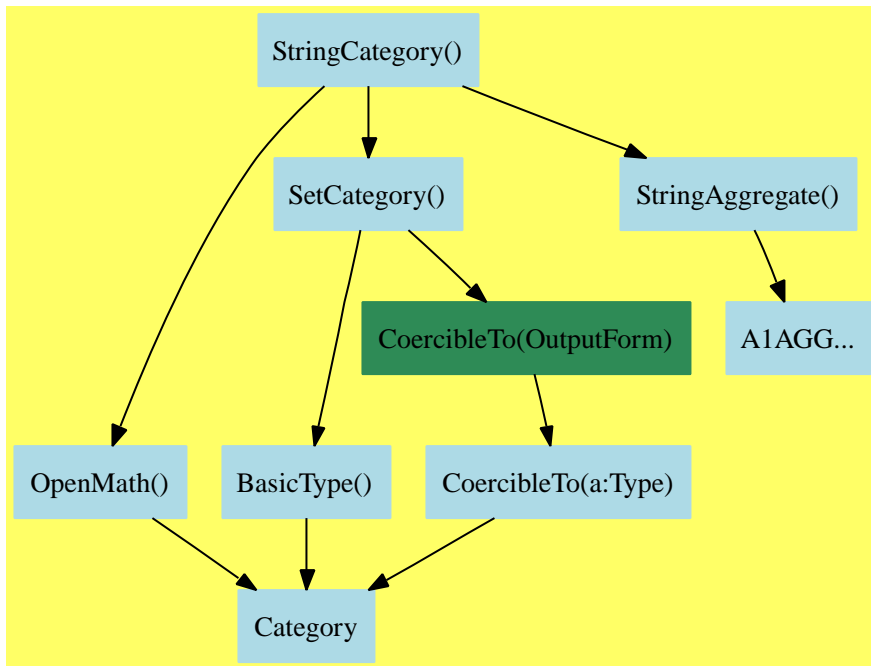 StringCategory()
SetCategory()
StringAggregate()
CoercibleTo(OutputForm)
A1AGG...
OpenMath()
BasicType()
CoercibleTo(a:Type)
Category